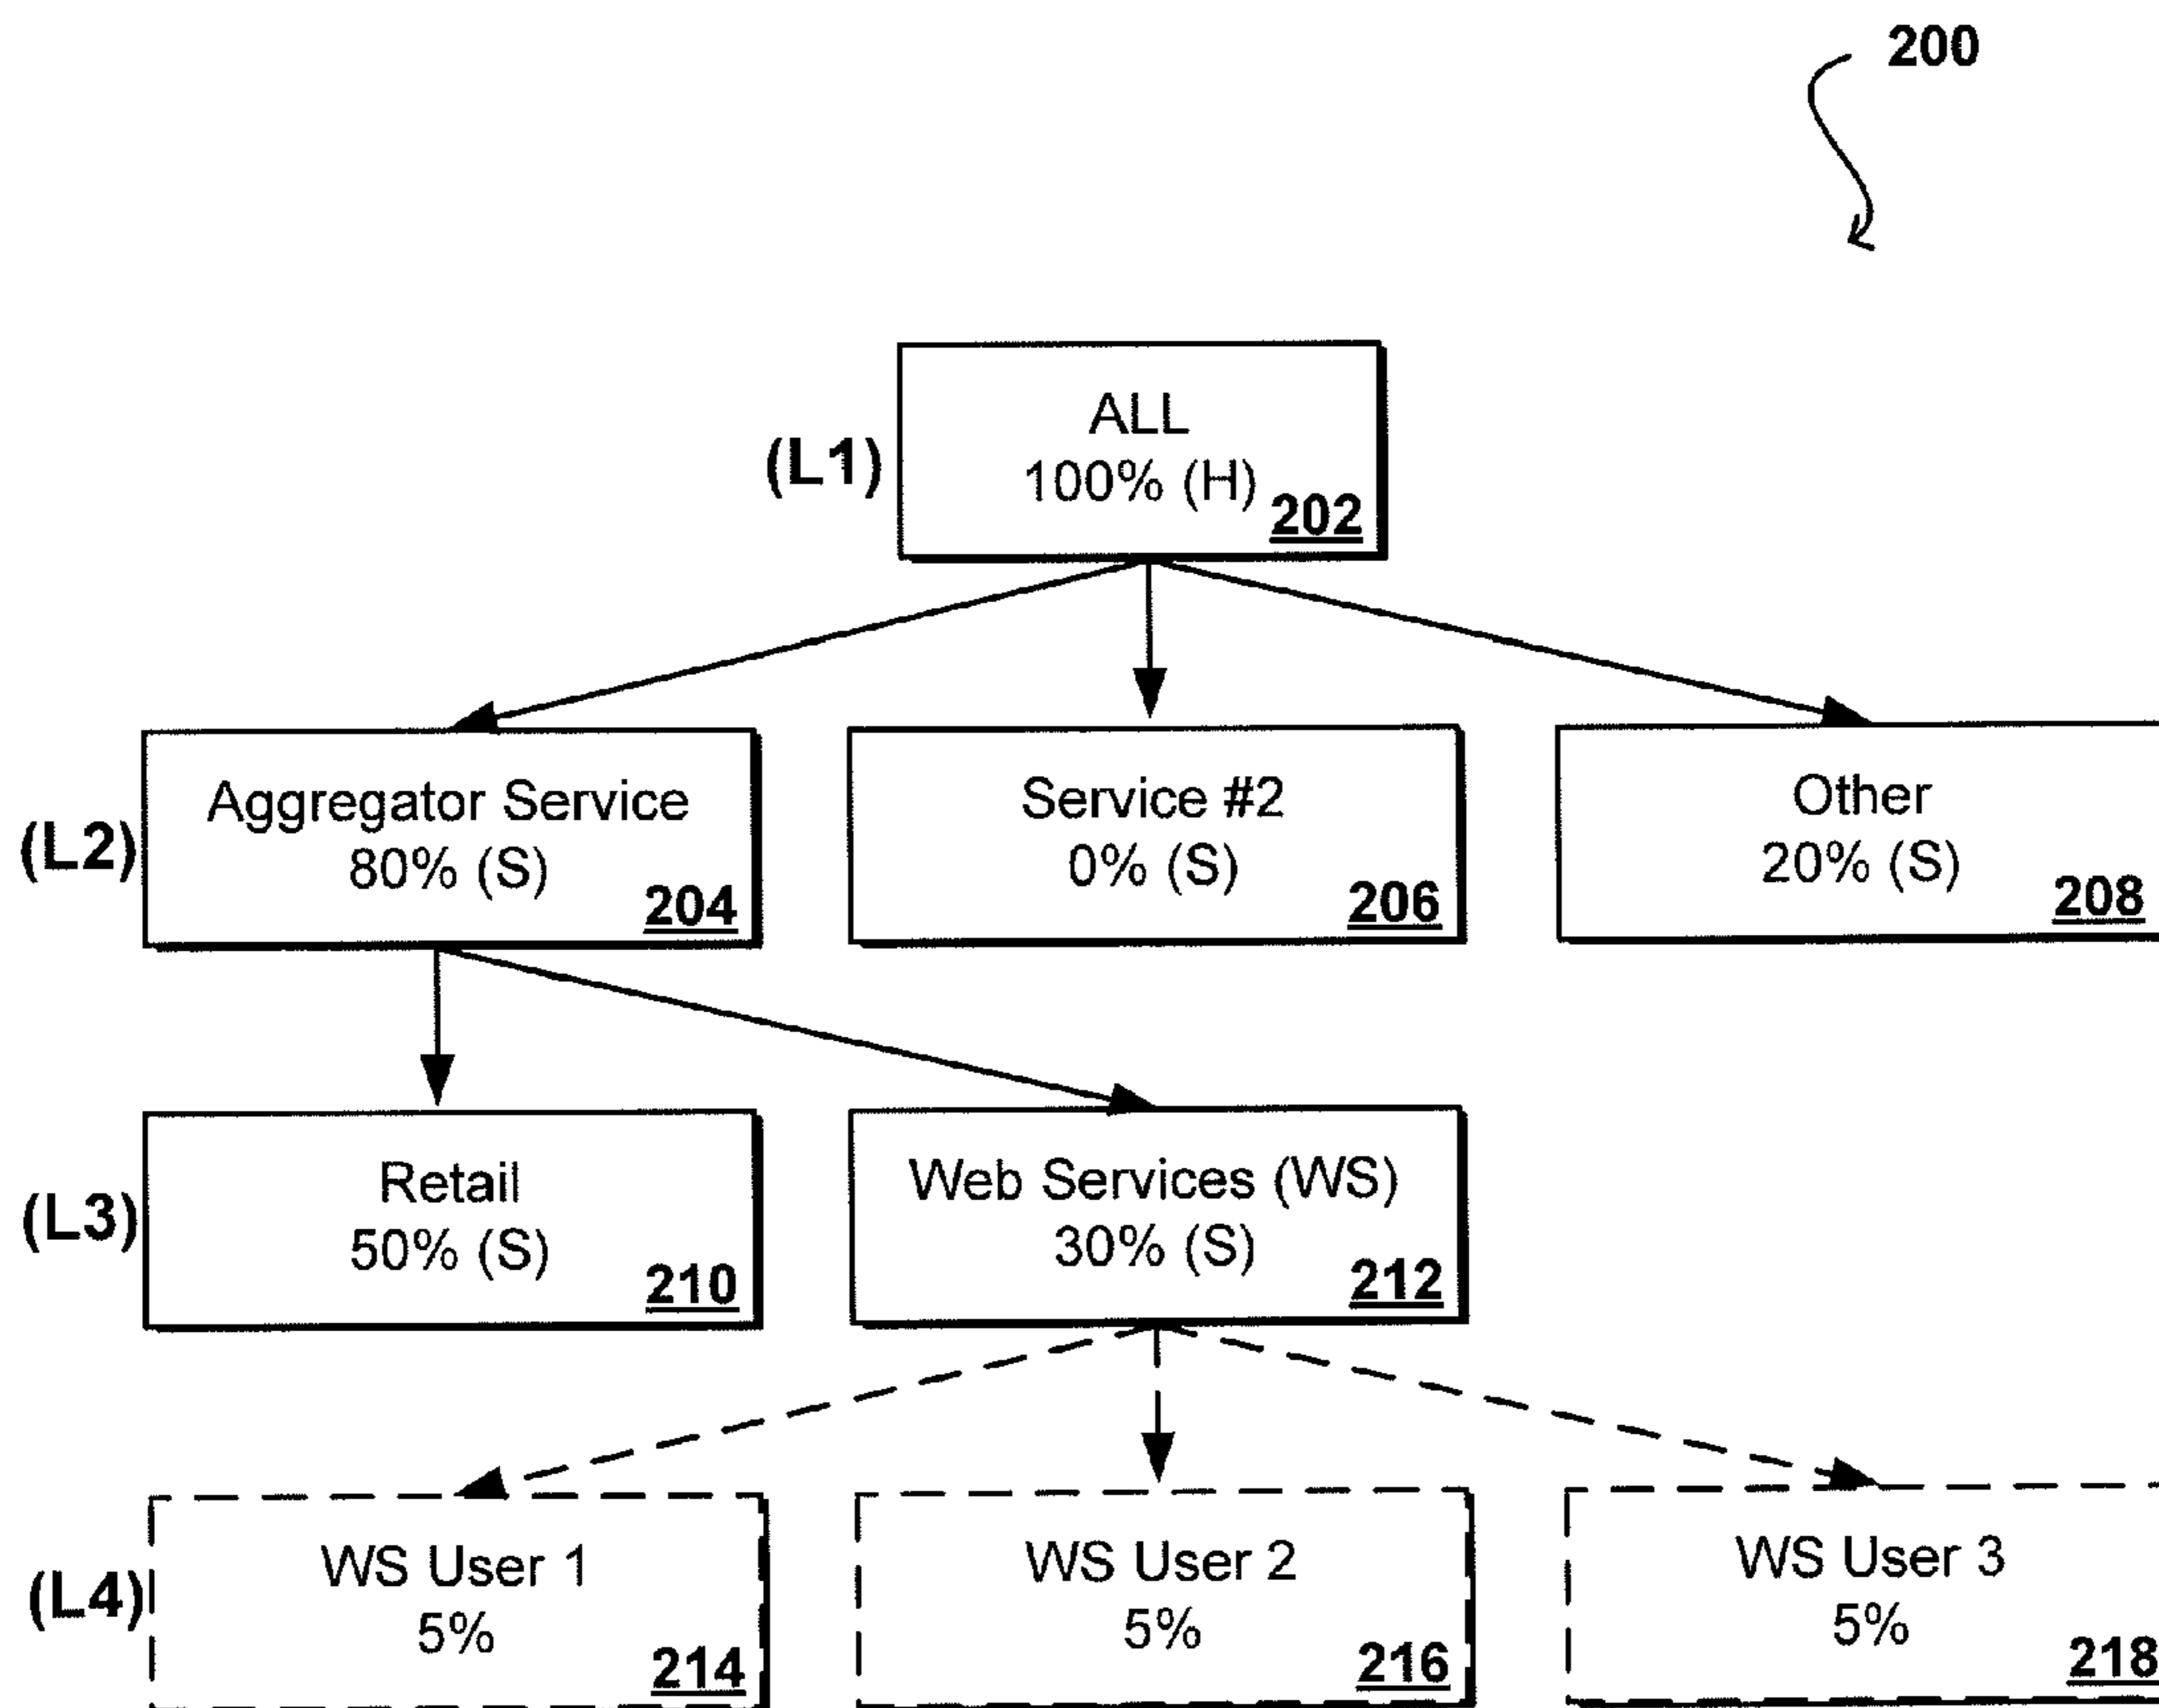 200
(L1)
ALL
100% (H)
202
(L2)
Aggregator Service
80% (S)
204
Service #2
0% (S)
206
Other
20% (S)
208
(L3)
Retail
50% (S)
210
Web Services (WS)
30% (S)
212
(L4)
WS User 1
5%
214
WS User 2
5%
216
WS User 3
5%
218